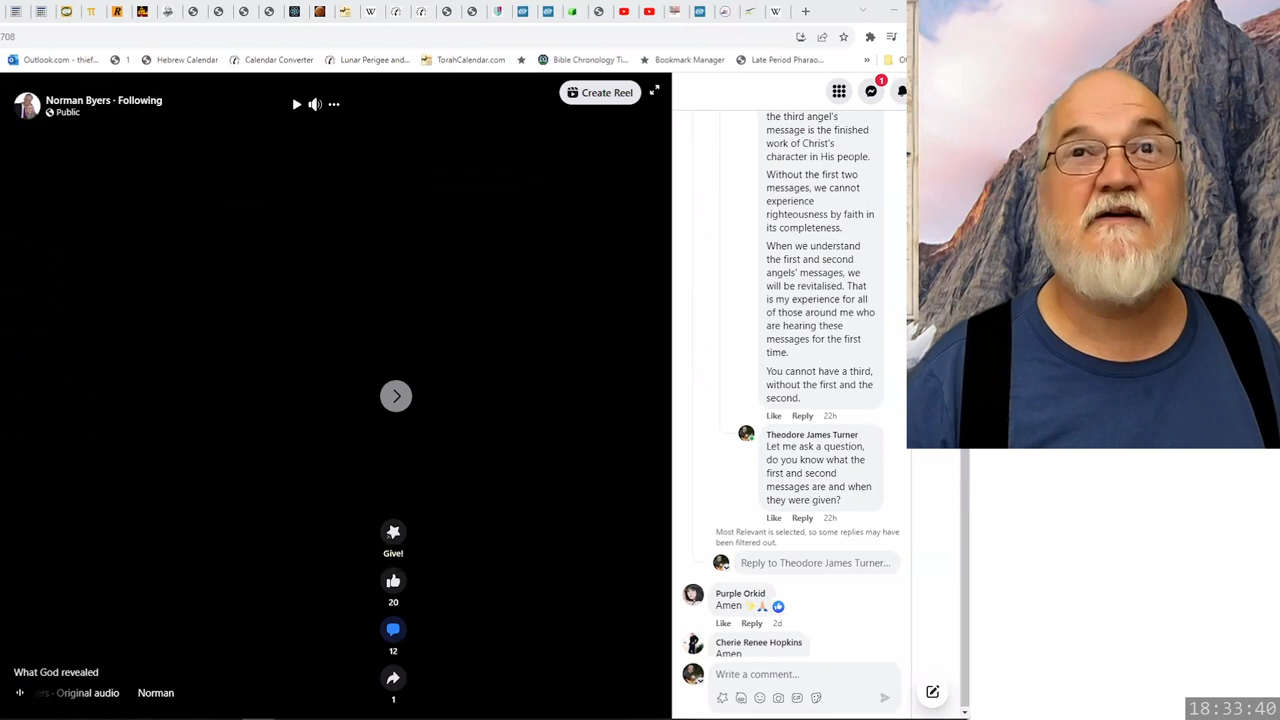 708
Outlook.com - thief...
1
Hebrew Calendar
Calendar Converter
Lunar Perigee and...
TorahCalendar.com
Bible Chronology Ti...
Bookmark Manager
Late Period Pharao...
»
Norman Byers · Following
Public
Create Reel
1
the third angel's
message is the finished
work of Christ's
character in His people.
Without the first two
messages, we cannot
experience
righteousness by faith in
its completeness.
When we understand
the first and second
angels' messages, we
will be revitalised. That
is my experience for all
of those around me who
are hearing these
messages for the first
time.
You cannot have a third,
without the first and the
second.
Like Reply 22h
Theodore James Turner
Let me ask a question,
do you know what the
first and second
messages are and when
they were given?
Like Reply 22h
Most Relevant is selected, so some replies may have
been filtered out.
Reply to Theodore James Turner...
Purple Orkid
Amen
Like Reply 2d
Cherie Renee Hopkins
Amen
Write a comment...
Give!
20
12
1
What God revealed
ers · Original audio Norman
18:33:40